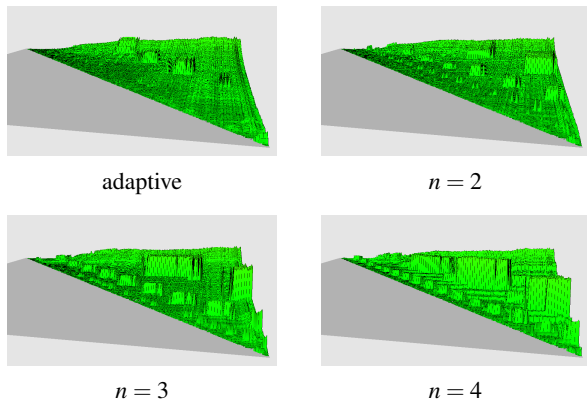 adaptive
n = 2
n = 3
n = 4